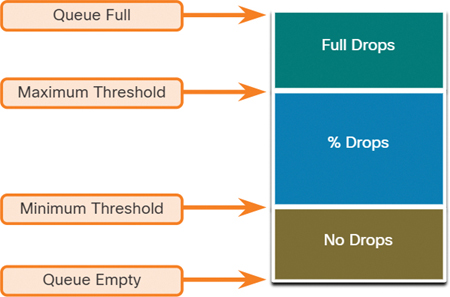 Queue Full
Full Drops
Maximum Threshold
% Drops
Minimum Threshold
No Drops
Queue Empty